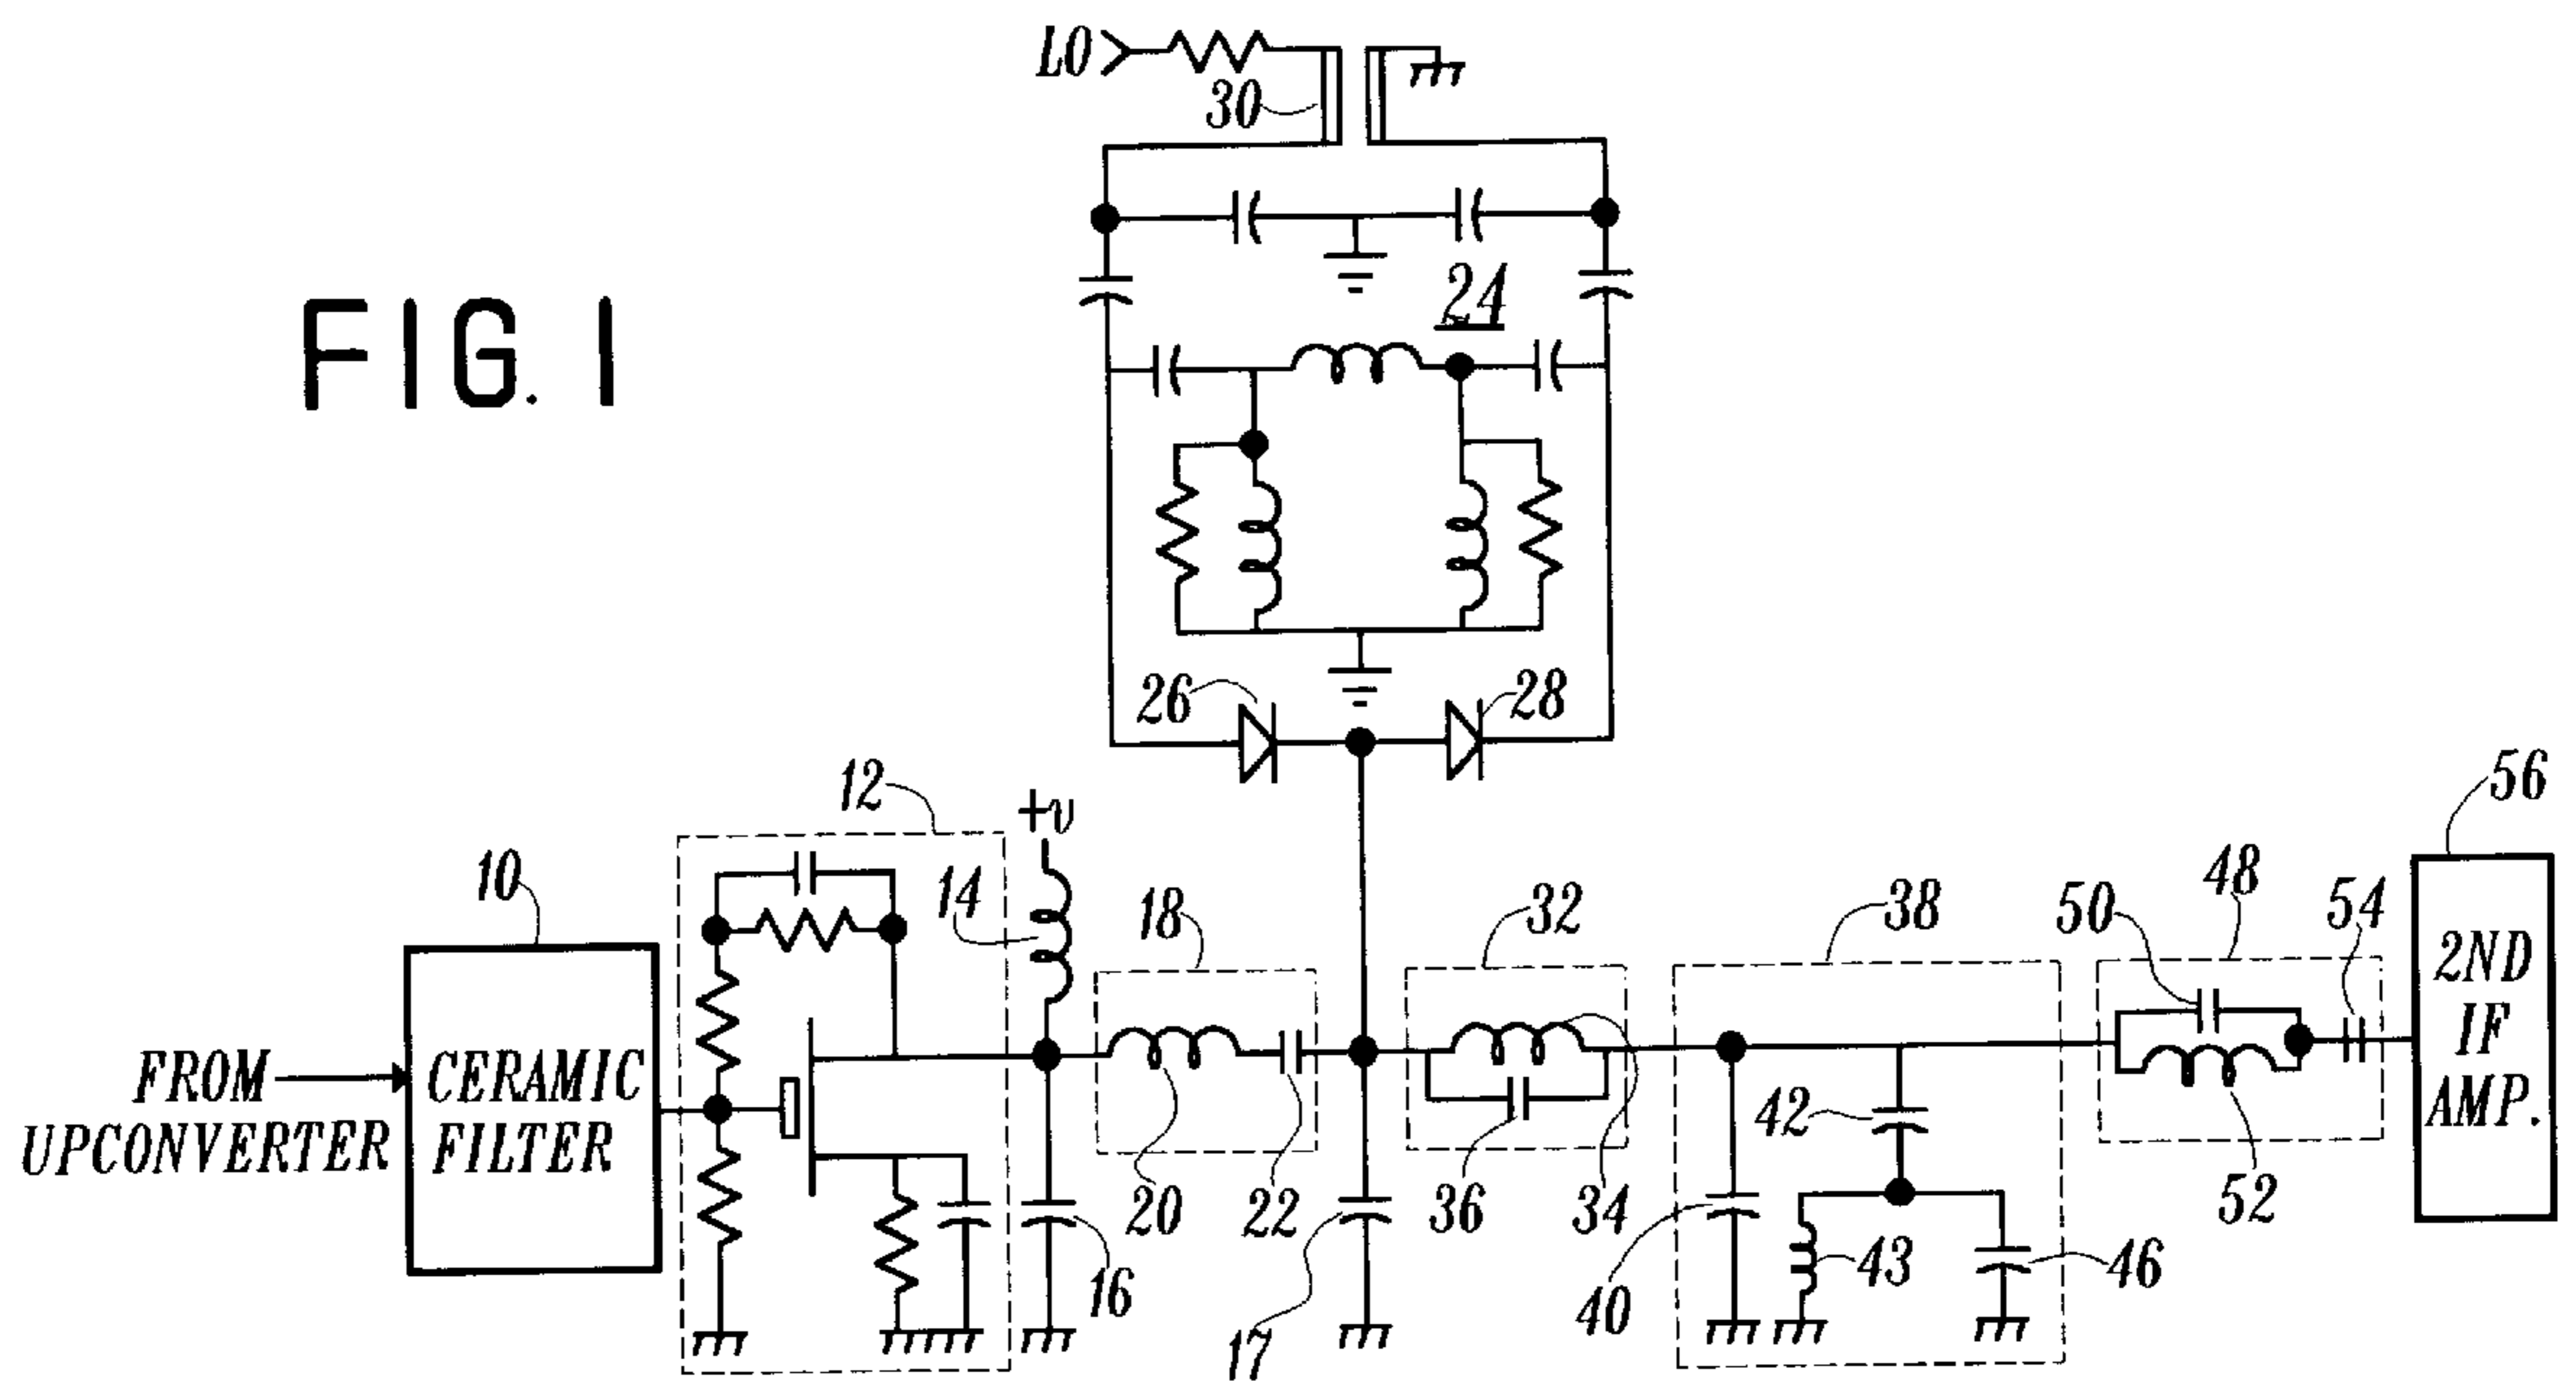 LO
30
24
FIG. 1
26
28
12
+v
56
10
14
18
32
38
50
48
54
FROM
UPCONVERTER
CERAMIC
FILTER
2ND
IF
AMP.
42
20
22
36
34
52
16
17
40
43
46